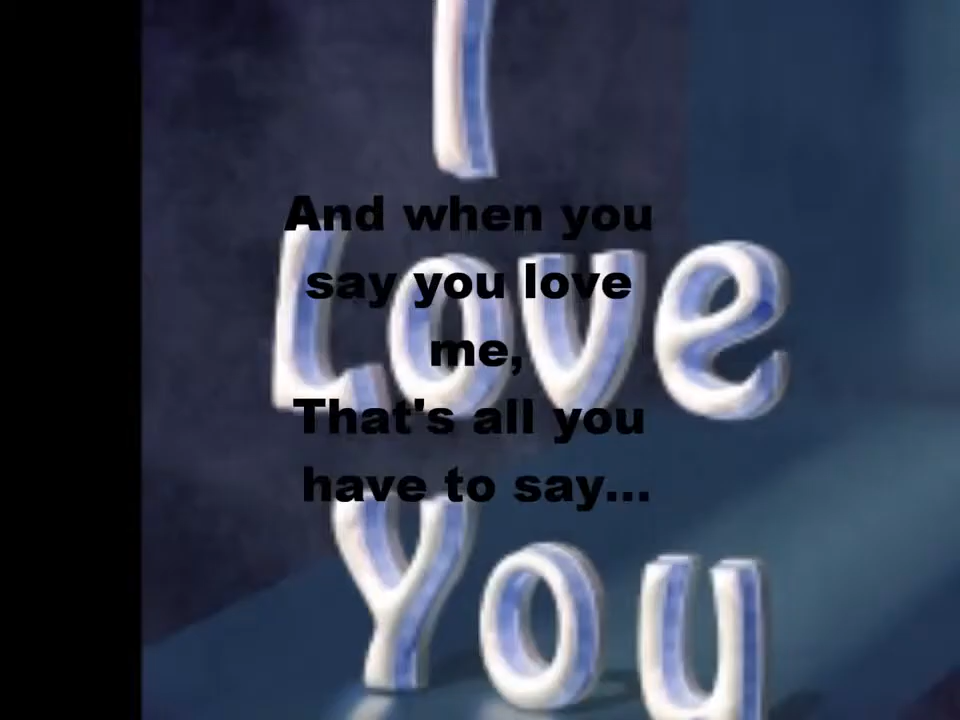 I
And when you
say you love
me,
That's all you
have to say...
Love
You